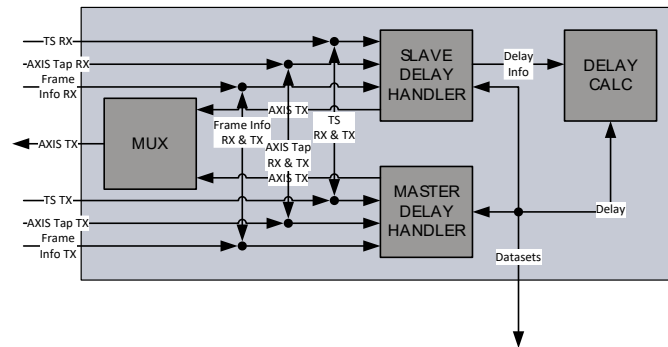 TS RX
AXIS Tap RX
Frame
Info RX
SLAVE
DELAY
HANDLER
Delay
Info
DELAY
CALC
AXIS TX
MUX
AXIS TX
Frame Info
RX & TX
TS
RX & TX
AXIS Tap
RX & TX
AXIS TX
TS TX
AXIS Tap TX
Frame
Info TX
MASTER
DELAY
HANDLER
Delay
Datasets